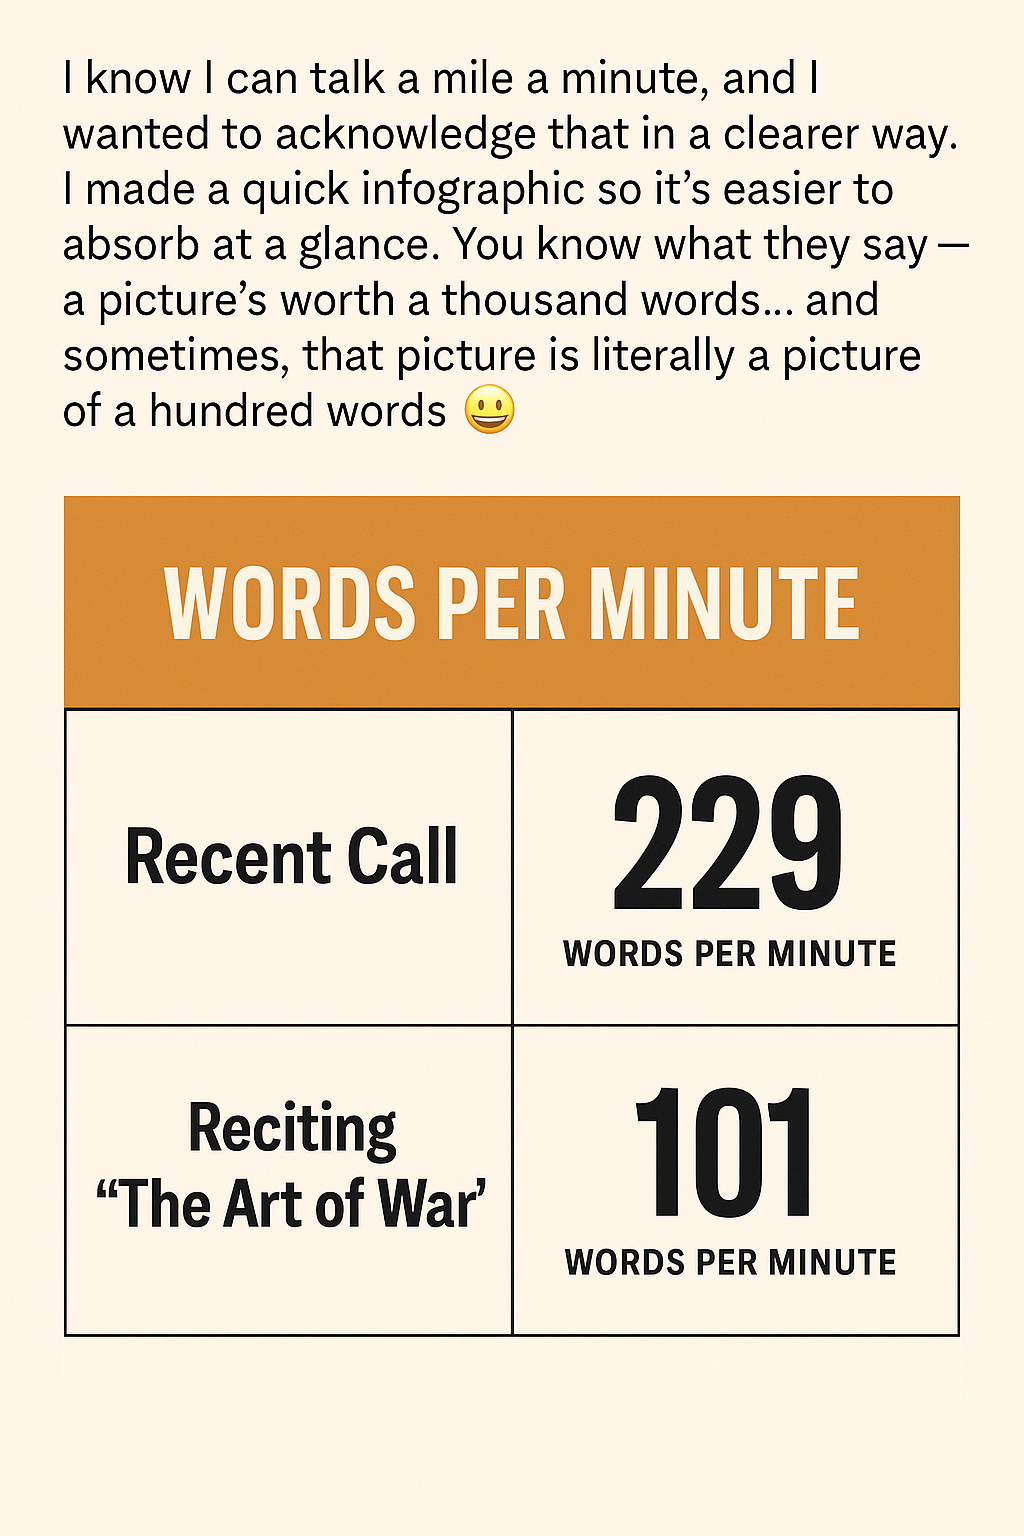 I know I can talk a mile a minute, and I
wanted to acknowledge that in a clearer way.
I made a quick infographic so it’s easier to
absorb at a glance. You know what they say —
a picture’s worth a thousand words... and
sometimes, that picture is literally a picture
of a hundred words 😃
WORDS PER MINUTE
Recent Call
229
WORDS PER MINUTE
Reciting
“The Art of War’
101
WORDS PER MINUTE